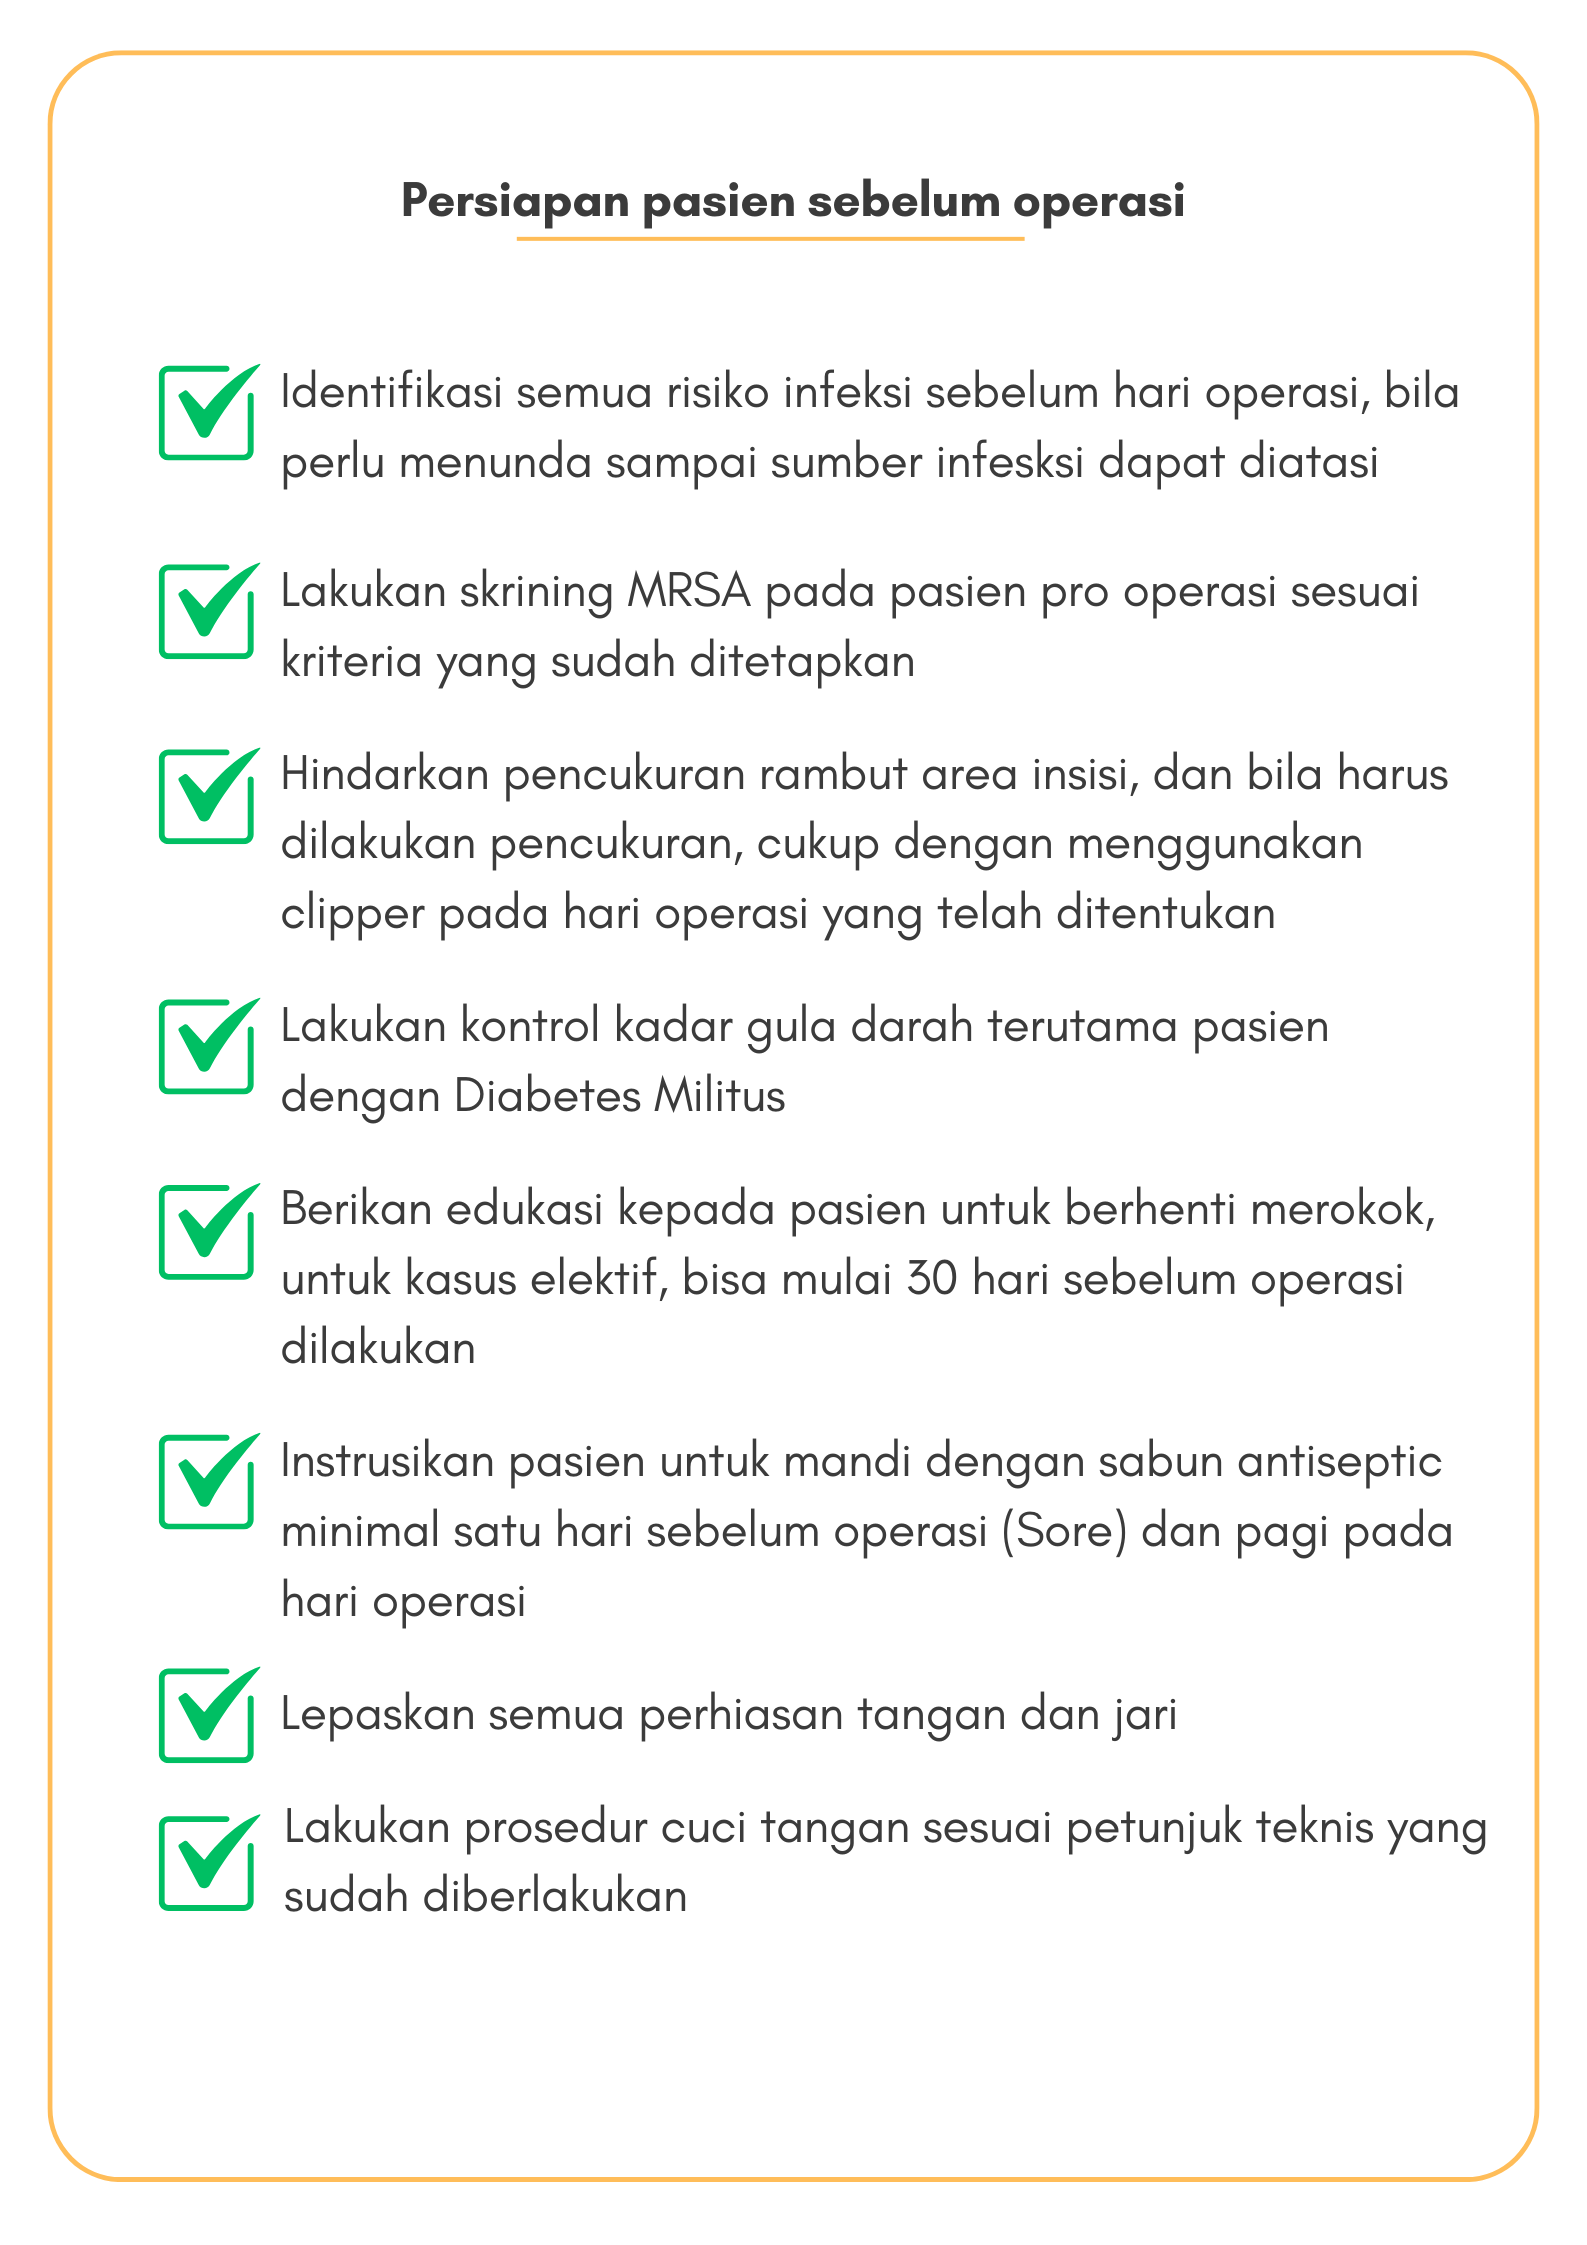 Persiapan pasien sebelum operasi
Identifikasi semua risiko infeksi sebelum hari operasi, bila
perlu menunda sampai sumber infesksi dapat diatasi
Lakukan skrining MRSA pada pasien pro operasi sesuai
kriteria yang sudah ditetapkan
Hindarkan pencukuran rambut area insisi, dan bila harus
dilakukan pencukuran, cukup dengan menggunakan
clipper pada hari operasi yang telah ditentukan
Lakukan kontrol kadar gula darah terutama pasien
dengan Diabetes Militus
Berikan edukasi kepada pasien untuk berhenti merokok,
untuk kasus elektif, bisa mulai 30 hari sebelum operasi
dilakukan
Instrusikan pasien untuk mandi dengan sabun antiseptic
minimal satu hari sebelum operasi (Sore) dan pagi pada
hari operasi
Lepaskan semua perhiasan tangan dan jari
Lakukan prosedur cuci tangan sesuai petunjuk teknis yang
sudah diberlakukan